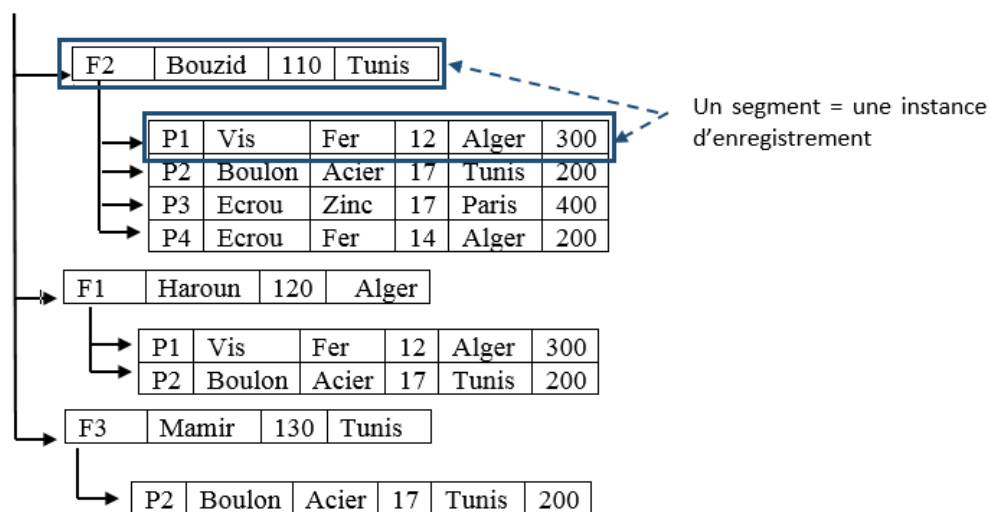 F2 Bouzid 110 Tunis
Un segment = une instance
d'enregistrement
P1 Vis Fer 12 Alger 300
P2 Boulon Acier 17 Tunis 200
P3 Ecrou Zinc 17 Paris 400
P4 Ecrou Fer 14 Alger 200
F1 Haroun 120 Alger
P1 Vis Fer 12 Alger 300
P2 Boulon Acier 17 Tunis 200
F3 Mamir 130 Tunis
P2 Boulon Acier 17 Tunis 200